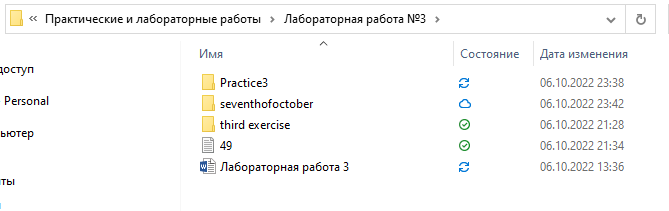 « Практические и лабораторные работы > Лабораторная работа №3 >
Имя Состояние Дата изменения
доступ
Practice3 06.10.2022 23:38
Personal
seventhofoctober 06.10.2022 23:42
third exercise 06.10.2022 21:28
ьютер
49 06.10.2022 21:34
Лабораторная работа 3 06.10.2022 13:36
ты